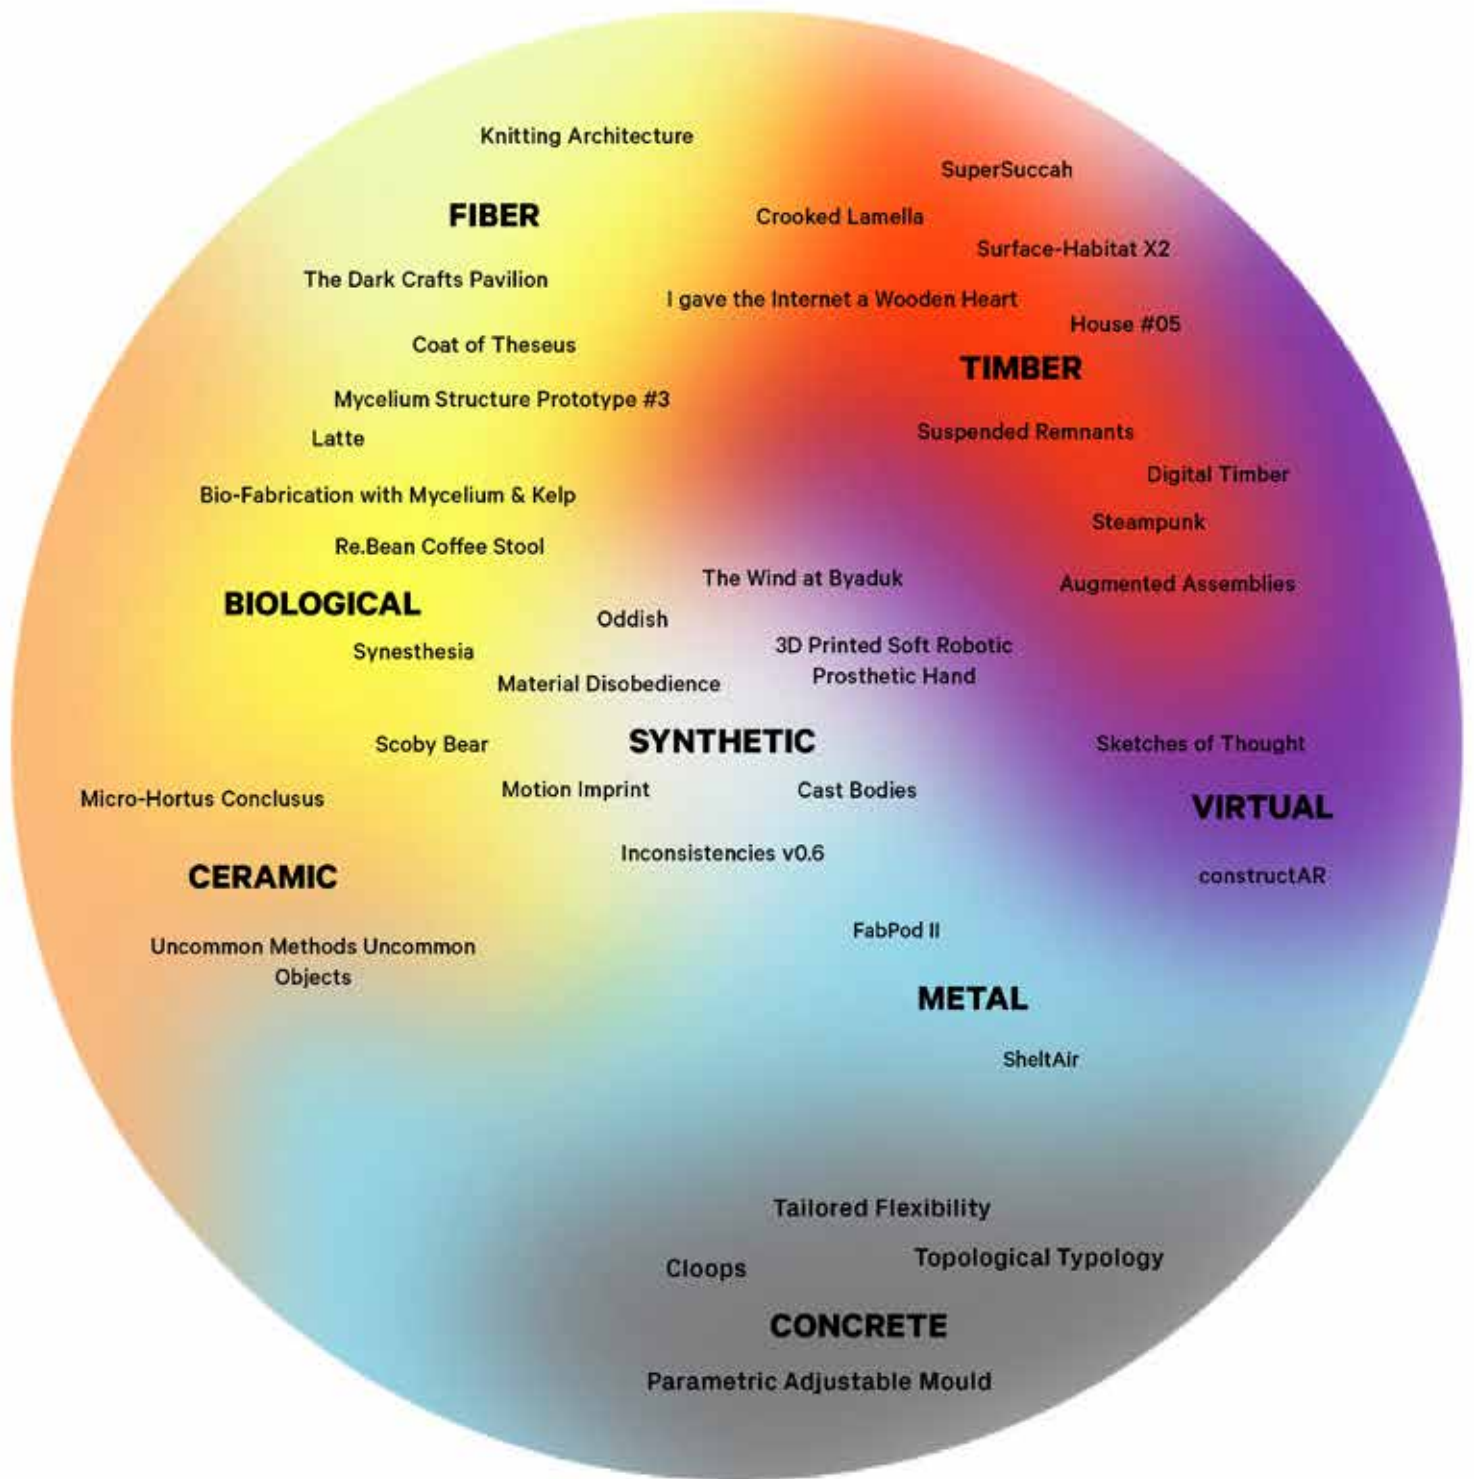 Knitting Architecture
SuperSuccah
FIBER
Crooked Lamella
Surface-Habitat X2
The Dark Crafts Pavilion
I gave the Internet a Wooden Heart
House #05
Coat of Theseus
TIMBER
Mycelium Structure Prototype #3
Latte
Suspended Remnants
Digital Timber
Bio-Fabrication with Mycelium & Kelp
Steampunk
Re.Bean Coffee Stool
The Wind at Byaduk
Augmented Assemblies
BIOLOGICAL
Oddish
Synesthesia
3D Printed Soft Robotic
Prosthetic Hand
Material Disobedience
Scoby Bear
SYNTHETIC
Sketches of Thought
Micro-Hortus Conclusus
Motion Imprint
Cast Bodies
VIRTUAL
Inconsistencies v0.6
CERAMIC
constructAR
Uncommon Methods Uncommon
Objects
FabPod II
METAL
SheltAir
Tailored Flexibility
Cloops
Topological Typology
CONCRETE
Parametric Adjustable Mould